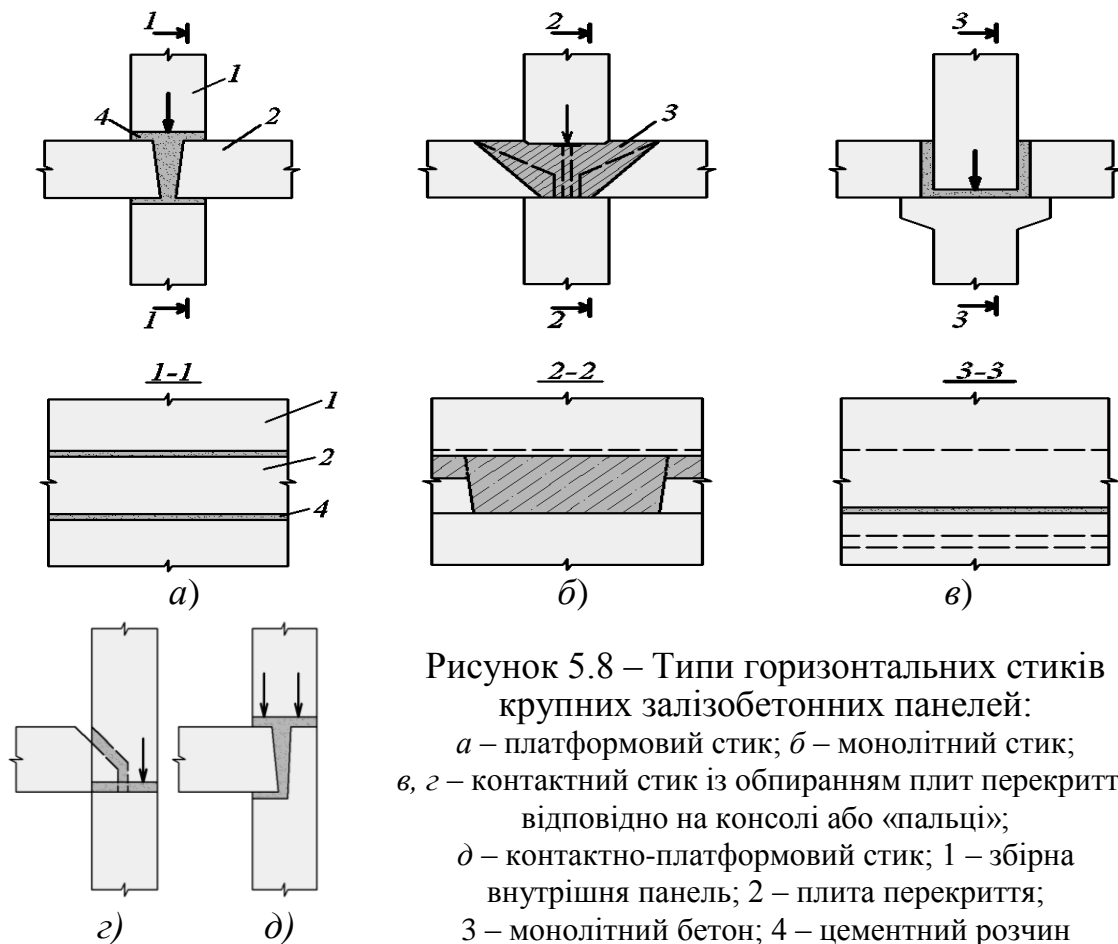 1
2
3
1
4
2
3
1
2
3
1-1
2-2
3-3
1
2
4
а)
б)
в)
г)
д)
Рисунок 5.8 – Типи горизонтальних стиків
крупних залізобетонних панелей:
а – платформовий стик; б – монолітний стик;
в, г – контактний стик із обпиранням плит перекритт
відповідно на консолі або «пальці»;
д – контактно-платформовий стик; 1 – збірна
внутрішня панель; 2 – плита перекриття;
3 – монолітний бетон; 4 – цементний розчин